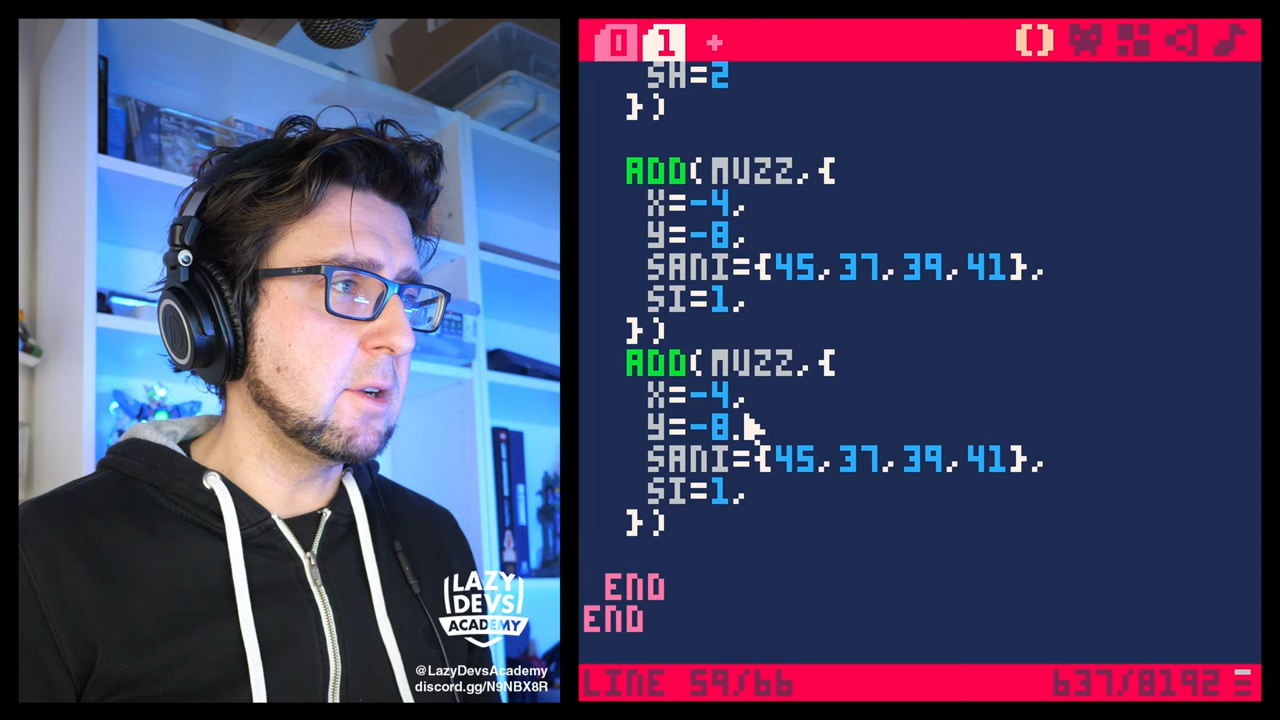 0 1 +
SH=2
})
ADD(MUZZ,{
X=-4,
Y=-8,
SANI={45,37,39,41},
SI=1,
})
ADD(MUZZ,{
X=-4,
Y=-8,
SANI={45,37,39,41},
SI=1,
})
END
END
LINE 59/66 637/8192
LAZY
DEVS
ACADEMY
@LazyDevsAcademy
discord.gg/N9NBX8R